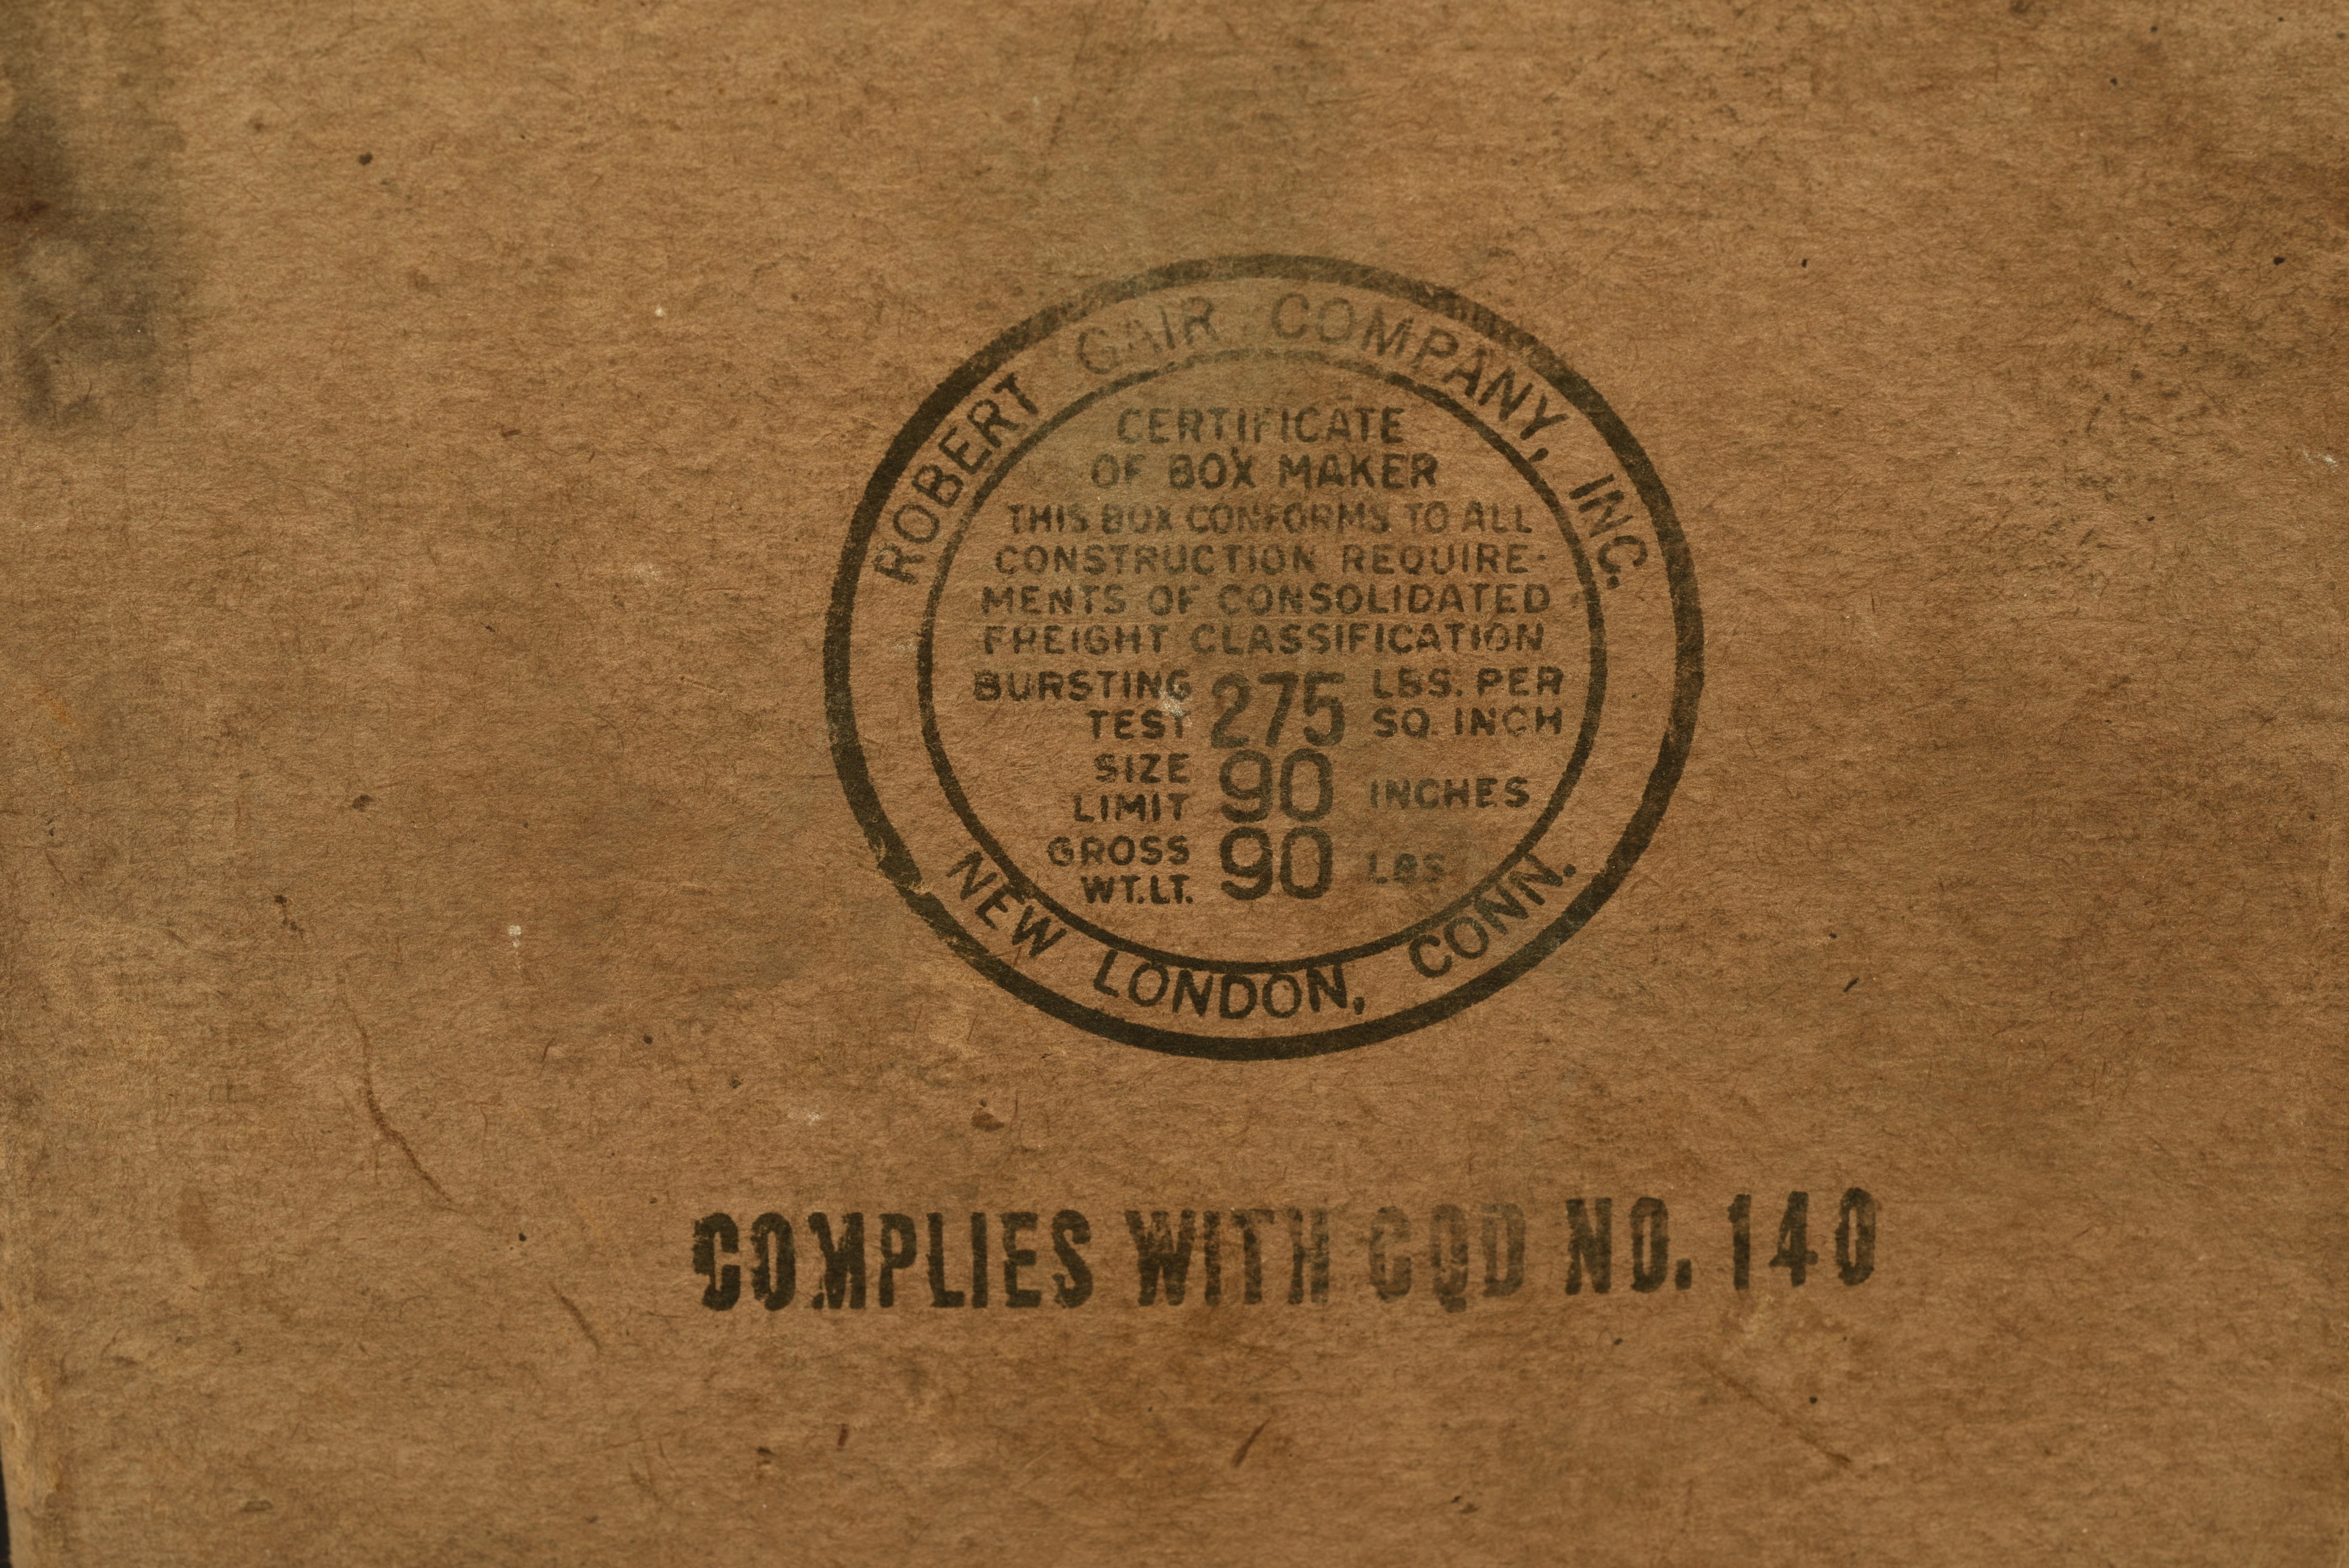 ROBERT GAIR COMPANY, INC.
CERTIFICATE
OF BOX MAKER
THIS BOX CONFORMS TO ALL
CONSTRUCTION REQUIRE-
MENTS OF CONSOLIDATED
FREIGHT CLASSIFICATION
BURSTING TEST 275 LBS. PER SQ. INCH
SIZE LIMIT 90 INCHES
GROSS WT.LT. 90 LBS
NEW LONDON, CONN.
COMPLIES WITH CQD NO. 140